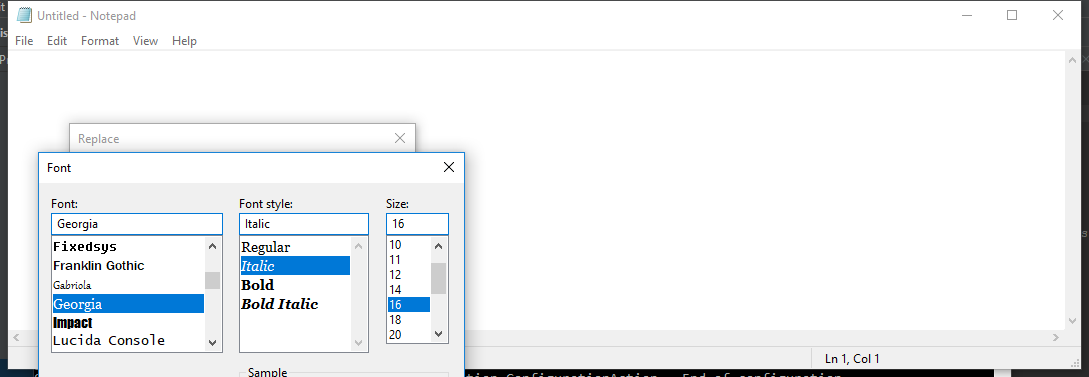 Untitled - Notepad
File Edit Format View Help
Replace
Font
Font: Font style: Size:
Georgia Italic 16
Fixedsys
Franklin Gothic
Gabriola
Georgia
Impact
Lucida Console
Regular
Italic
Bold
Bold Italic
10
11
12
14
16
18
20
Sample
Ln 1, Col 1